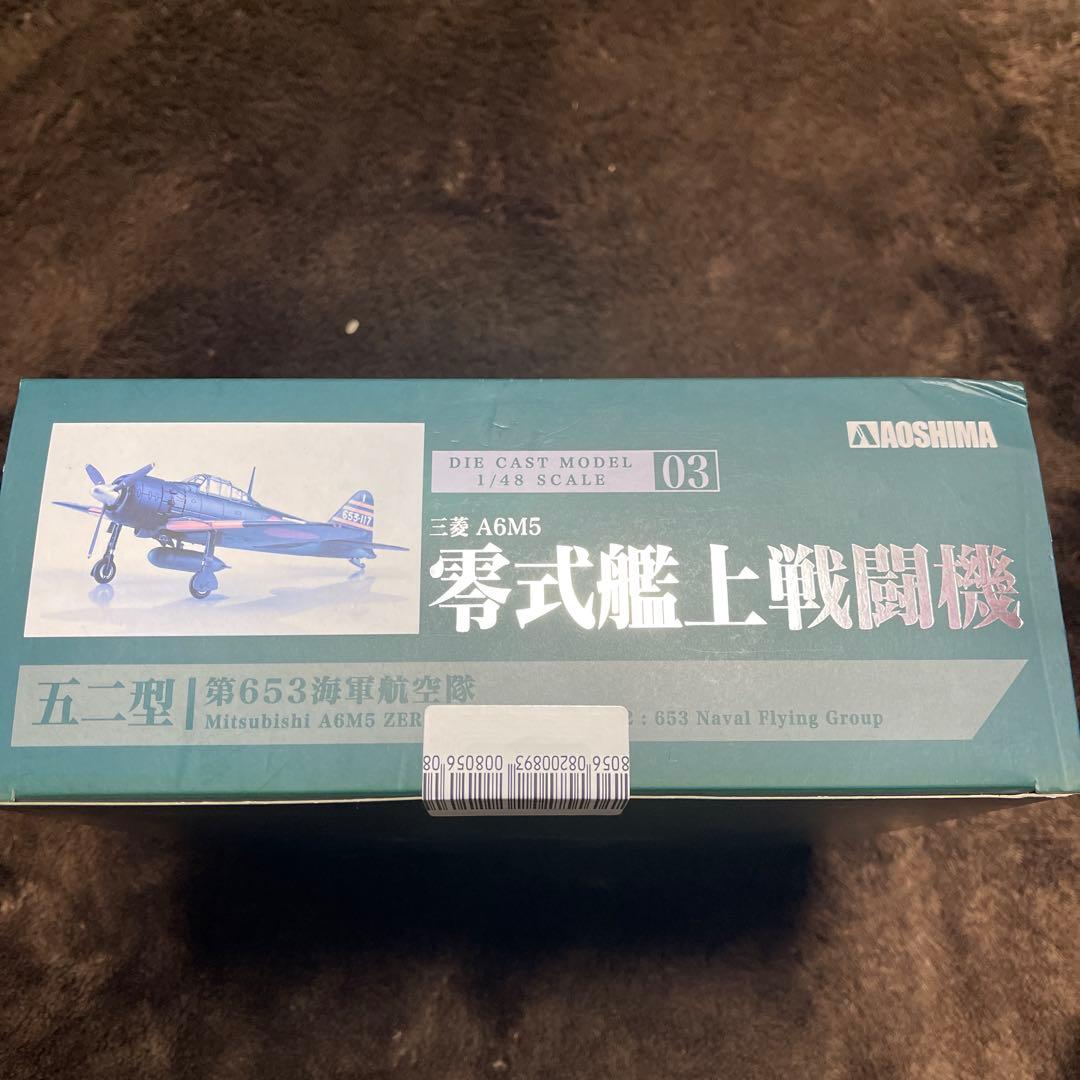 AOSHIMA
DIE CAST MODEL
1/48 SCALE
03
三菱 A6M5
零式艦上戦闘機
653-117
五二型
第653海軍航空隊
Mitsubishi A6M5 ZER
2 : 653 Naval Flying Group
8056 08200893 008056 08